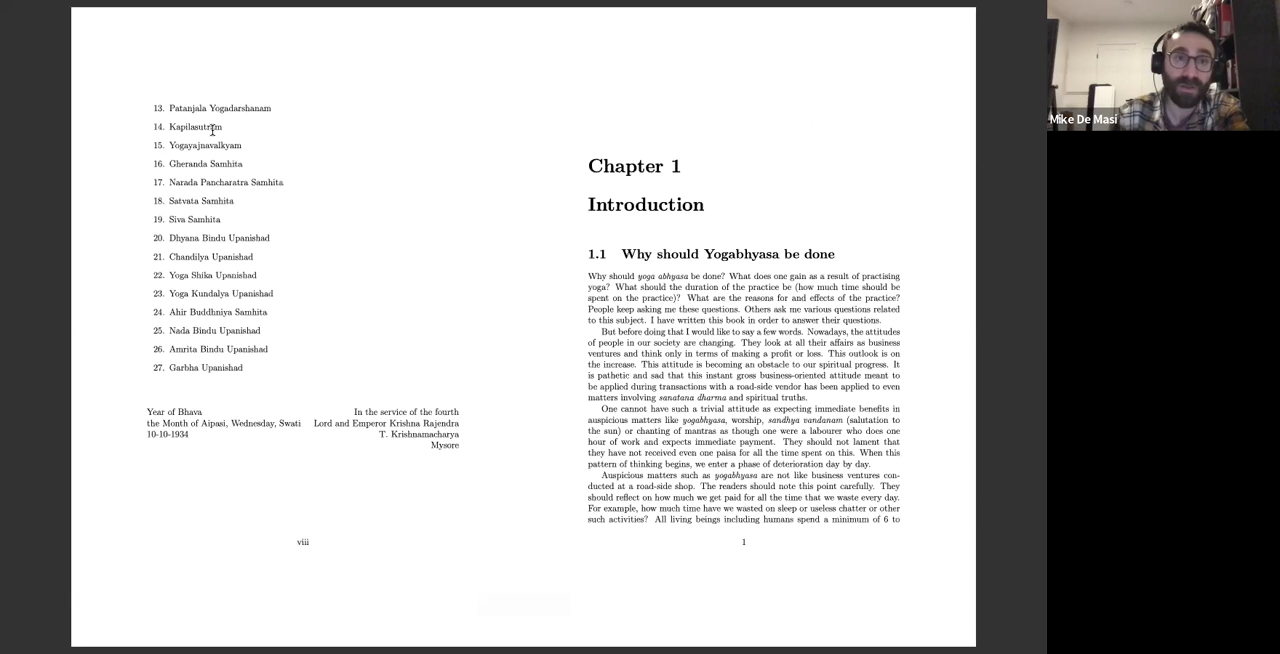 13. Patanjala Yogadarshanam
14. Kapilasutram
15. Yogayajnavalkyam
16. Gheranda Samhita
17. Narada Pancharatra Samhita
18. Satvata Samhita
19. Siva Samhita
20. Dhyana Bindu Upanishad
21. Chandilya Upanishad
22. Yoga Shika Upanishad
23. Yoga Kundalya Upanishad
24. Ahir Buddhniya Samhita
25. Nada Bindu Upanishad
26. Amrita Bindu Upanishad
27. Garbha Upanishad
Year of Bhava
the Month of Aipasi, Wednesday, Swati
10-10-1934
In the service of the fourth
Lord and Emperor Krishna Rajendra
T. Krishnamacharya
Mysore
viii
Chapter 1
Introduction
1.1 Why should Yogabhyasa be done
Why should yoga abhyasa be done? What does one gain as a result of practising
yoga? What should the duration of the practice be (how much time should be
spent on the practice)? What are the reasons for and effects of the practice?
People keep asking me these questions. Others ask me various questions related
to this subject. I have written this book in order to answer their questions.
But before doing that I would like to say a few words. Nowadays, the attitudes
of people in our society are changing. They look at all their affairs as business
ventures and think only in terms of making a profit or loss. This outlook is on
the increase. This attitude is becoming an obstacle to our spiritual progress. It
is pathetic and sad that this instant gross business-oriented attitude meant to
be applied during transactions with a road-side vendor has been applied to even
matters involving sanatana dharma and spiritual truths.
One cannot have such a trivial attitude as expecting immediate benefits in
auspicious matters like yogabhyasa, worship, sandhya vandanam (salutation to
the sun) or chanting of mantras as though one were a labourer who does one
hour of work and expects immediate payment. They should not lament that
they have not received even one paisa for all the time spent on this. When this
pattern of thinking begins, we enter a phase of deterioration day by day.
Auspicious matters such as yogabhyasa are not like business ventures con-
ducted at a road-side shop. The readers should note this point carefully. They
should reflect on how much we get paid for all the time that we waste every day.
For example, how much time have we wasted on sleep or useless chatter or other
such activities? All living beings including humans spend a minimum of 6 to
1
Mike De Masi